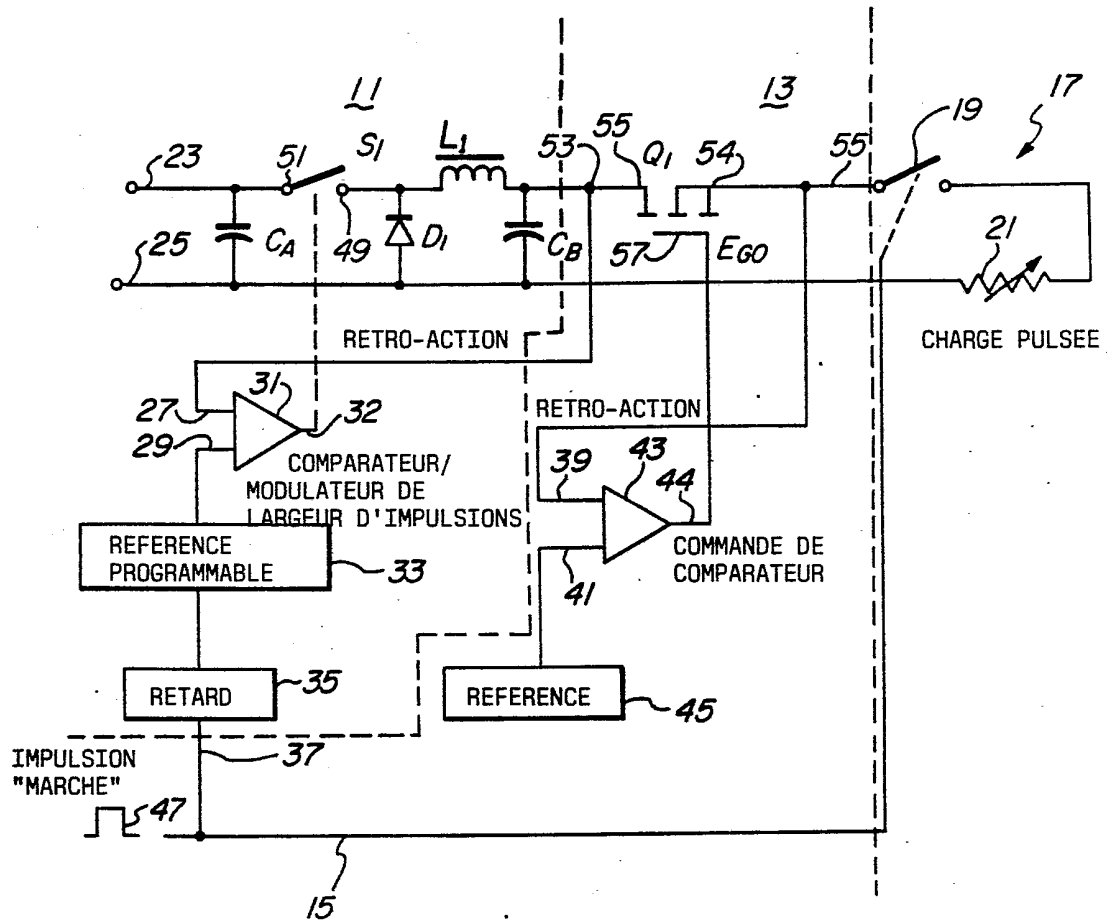 11
13
17
19
23
51
S1
L1
53
55
Q1
54
55
49
CA
D1
CB
57
EGO
21
25
RETRO-ACTION
CHARGE PULSEE
31
27
32
29
RETRO-ACTION
COMPARATEUR/
MODULATEUR DE
LARGEUR D'IMPULSIONS
39
43
44
41
COMMANDE DE
COMPARATEUR
REFERENCE
PROGRAMMABLE
33
RETARD
35
REFERENCE
45
IMPULSION
"MARCHE"
37
47
15